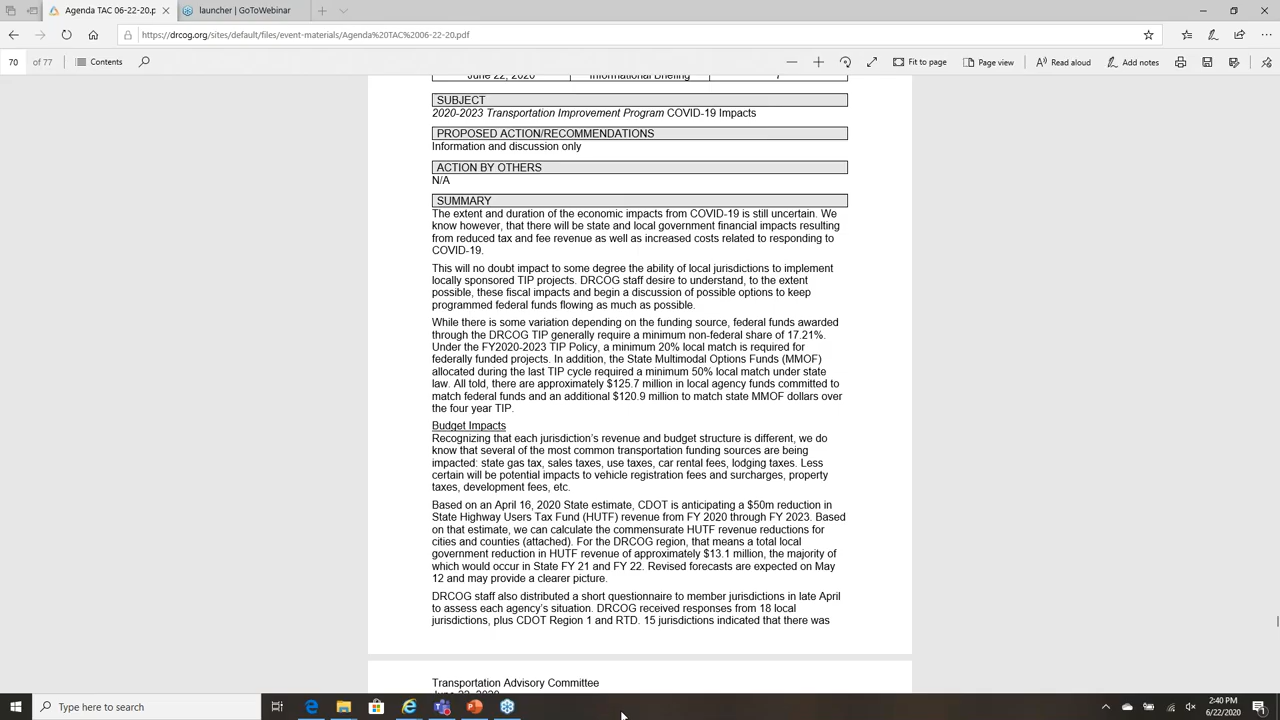 Agenda TAC 06-22-20.p
launcher | GoToWebinar
https://drcog.org/sites/default/files/event-materials/Agenda%20TAC%2006-22-20.pdf
70 of 77 Contents Fit to page Page view Read aloud Add notes
June 22, 2020 Informational Briefing 7
SUBJECT
2020-2023 Transportation Improvement Program COVID-19 Impacts
PROPOSED ACTION/RECOMMENDATIONS
Information and discussion only
ACTION BY OTHERS
N/A
SUMMARY
The extent and duration of the economic impacts from COVID-19 is still uncertain. We
know however, that there will be state and local government financial impacts resulting
from reduced tax and fee revenue as well as increased costs related to responding to
COVID-19.
This will no doubt impact to some degree the ability of local jurisdictions to implement
locally sponsored TIP projects. DRCOG staff desire to understand, to the extent
possible, these fiscal impacts and begin a discussion of possible options to keep
programmed federal funds flowing as much as possible.
While there is some variation depending on the funding source, federal funds awarded
through the DRCOG TIP generally require a minimum non-federal share of 17.21%.
Under the FY2020-2023 TIP Policy, a minimum 20% local match is required for
federally funded projects. In addition, the State Multimodal Options Funds (MMOF)
allocated during the last TIP cycle required a minimum 50% local match under state
law. All told, there are approximately $125.7 million in local agency funds committed to
match federal funds and an additional $120.9 million to match state MMOF dollars over
the four year TIP.
Budget Impacts
Recognizing that each jurisdiction's revenue and budget structure is different, we do
know that several of the most common transportation funding sources are being
impacted: state gas tax, sales taxes, use taxes, car rental fees, lodging taxes. Less
certain will be potential impacts to vehicle registration fees and surcharges, property
taxes, development fees, etc.
Based on an April 16, 2020 State estimate, CDOT is anticipating a $50m reduction in
State Highway Users Tax Fund (HUTF) revenue from FY 2020 through FY 2023. Based
on that estimate, we can calculate the commensurate HUTF revenue reductions for
cities and counties (attached). For the DRCOG region, that means a total local
government reduction in HUTF revenue of approximately $13.1 million, the majority of
which would occur in State FY 21 and FY 22. Revised forecasts are expected on May
12 and may provide a clearer picture.
DRCOG staff also distributed a short questionnaire to member jurisdictions in late April
to assess each agency's situation. DRCOG received responses from 18 local
jurisdictions, plus CDOT Region 1 and RTD. 15 jurisdictions indicated that there was
Transportation Advisory Committee
June 22, 2020
Type here to search
2:40 PM
6/22/2020